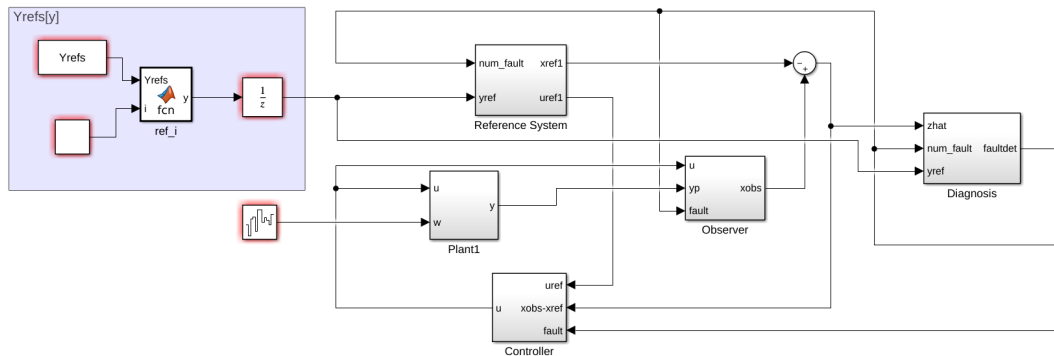 Yrefs[y]
Yrefs
Yrefs
i
y
fcn
ref_i
1
z
num_fault
yref
xref1
uref1
Reference System
-
+
zhat
num_fault
yref
faultdet
Diagnosis
u
yp
fault
xobs
Observer
u
w
y
Plant1
uref
xobs-xref
fault
u
Controller